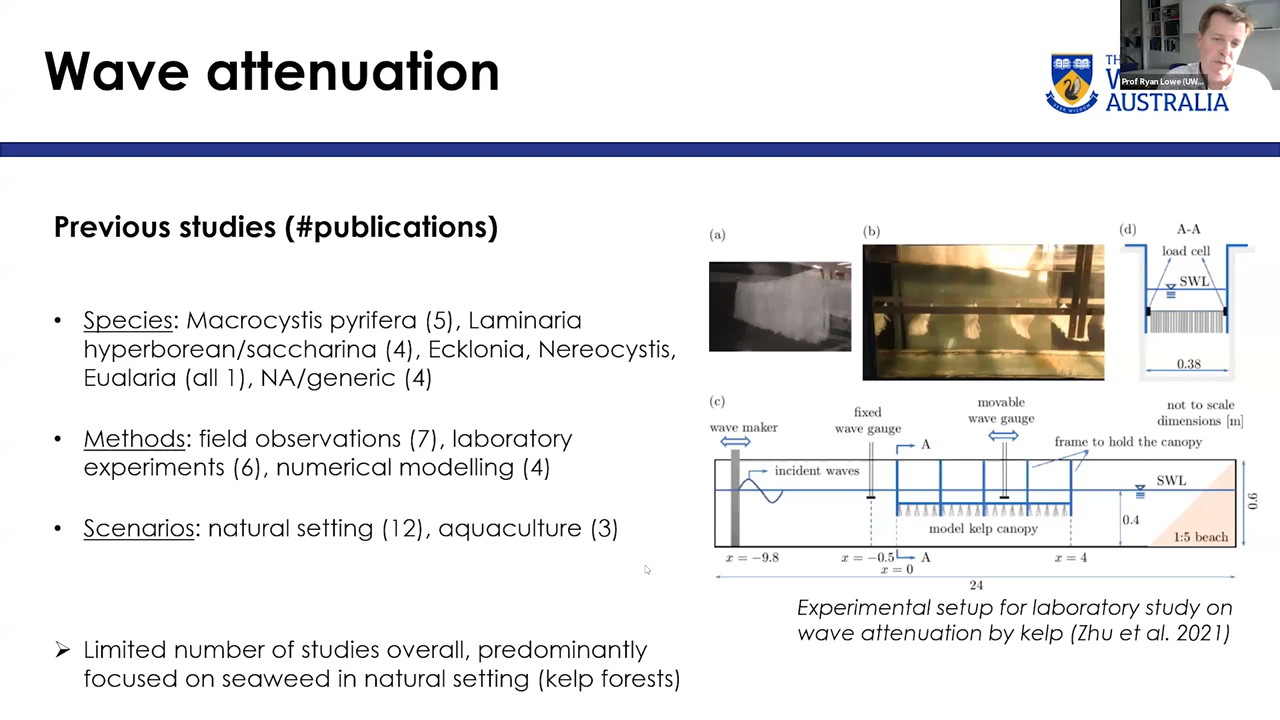 Wave attenuation
Prof Ryan Lowe (UW...
AUSTRALIA
Previous studies (#publications)
• Species: Macrocystis pyrifera (5), Laminaria
hyperborean/saccharina (4), Ecklonia, Nereocystis,
Eualaria (all 1), NA/generic (4)
• Methods: field observations (7), laboratory
experiments (6), numerical modelling (4)
• Scenarios: natural setting (12), aquaculture (3)
➢ Limited number of studies overall, predominantly
focused on seaweed in natural setting (kelp forests)
(a)
(b)
(d)
A-A
load cell
SWL
0.38
not to scale
dimensions [m]
(c)
wave maker
fixed
wave gauge
movable
wave gauge
A
frame to hold the canopy
incident waves
SWL
model kelp canopy
0.4
0.6
1:5 beach
x = −9.8
x = −0.5
A
x = 0
x = 4
24
Experimental setup for laboratory study on
wave attenuation by kelp (Zhu et al. 2021)